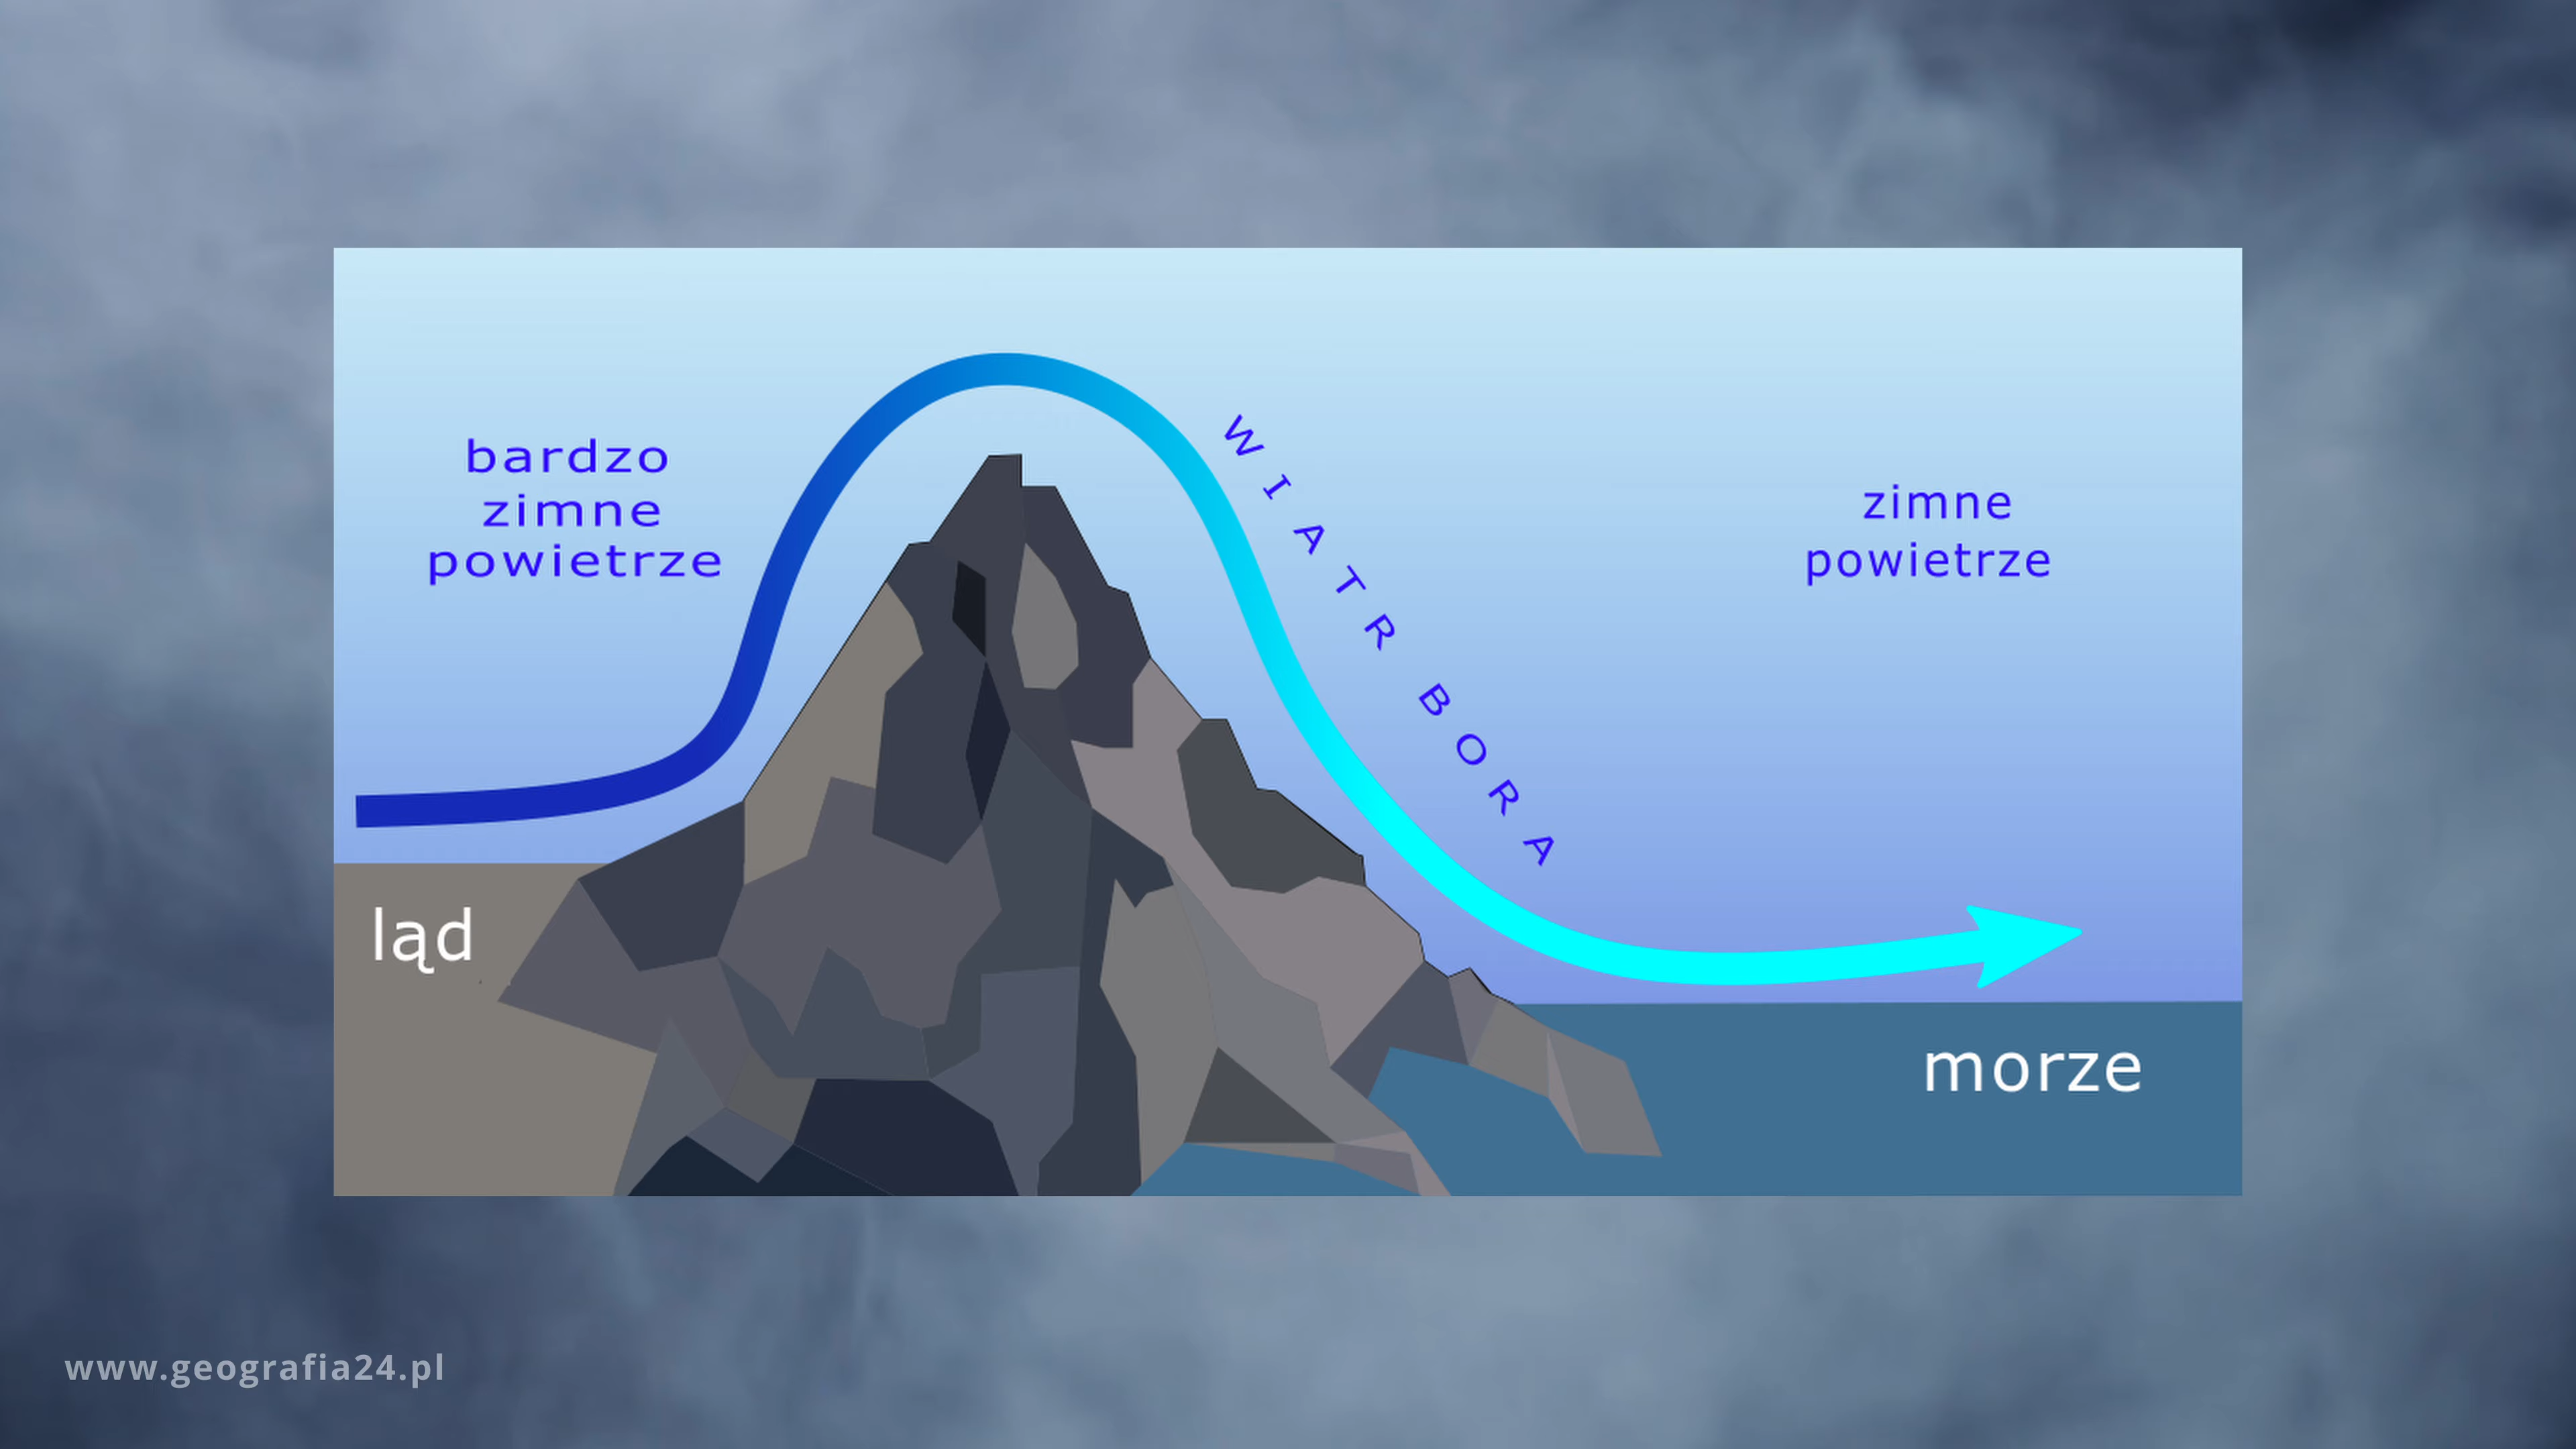 bardzo
zimne
powietrze
WIATR BORA
zimne
powietrze
ląd
morze
www.geografia24.pl